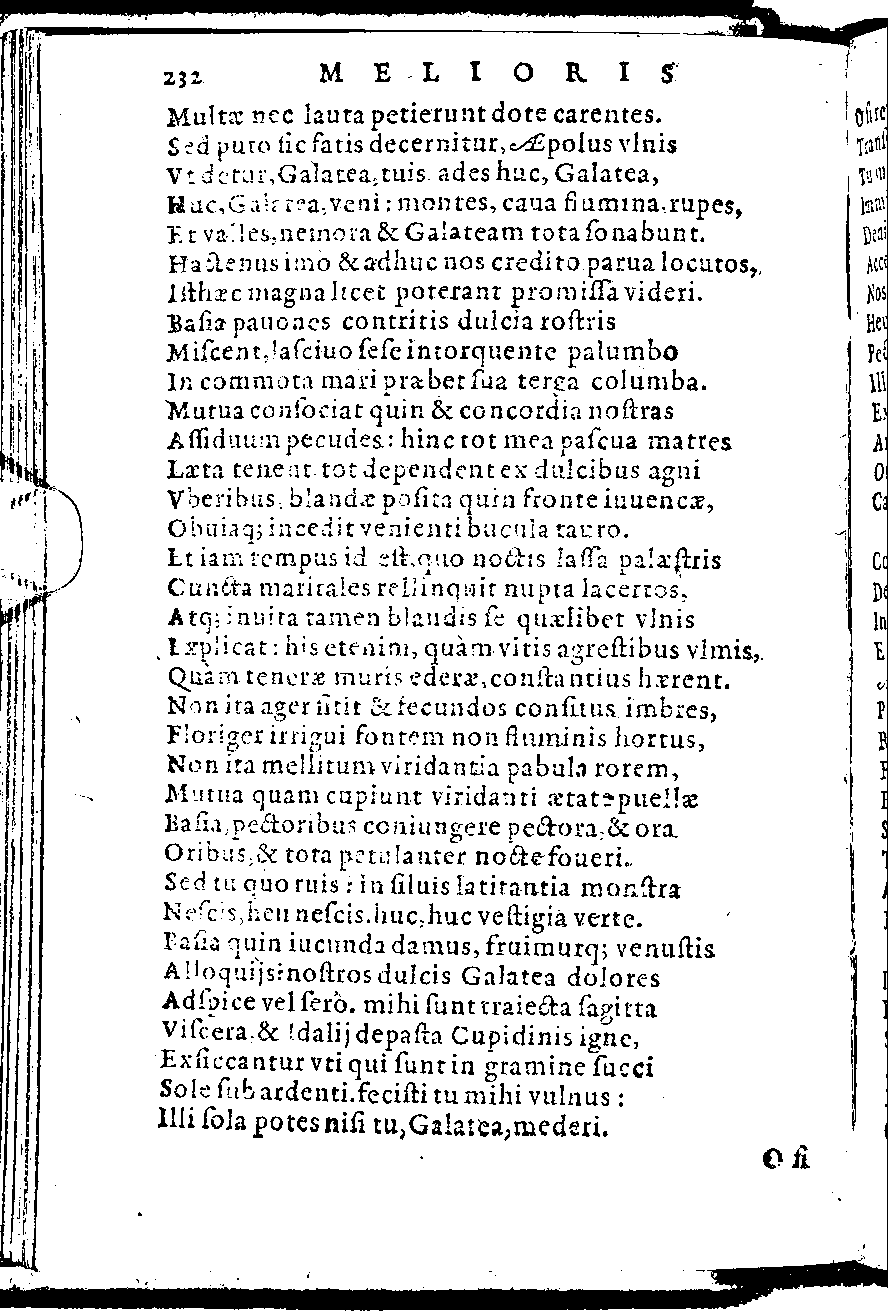 232 MELIORIS
Multæ nec lauta petierunt dote carentes.
Sed puto ſic fatis decernitur, Æpolus vlnis
Vt detur, Galatea, tuis. ades huc, Galatea,
Huc, Galatea, veni: montes, caua flumina, rupes,
Et valles, nemora & Galateam tota ſonabunt.
Hactenus imò & adhuc nos credito parua locutos,
Iſthæc magna licet poterant promiſſa videri.
Baſia pauones contritis dulcia roſtris
Miſcent, laſciuo ſeſe intorquente palumbo
In commota mari præbet ſua terga columba.
Mutua conſociat quin & concordia noſtras
Aſſiduum pecudes: hinc tot mea paſcua matres
Læta tenent. tot dependent ex dulcibus agni
Vberibus, blandæ poſita quin fronte iuuencæ,
Obuiaq; incedit venienti bucula tauro.
Et iam tempus id eſt, quo noctis laſſa palæſtris
Cuncta maritales rellinquit nupta lacertos,
Atq; inuita tamen blandis ſe quælibet vlnis
Explicat: his etenim, quàm vitis agreſtibus vlmis,
Quàm teneræ muris ederæ, conſtantius hærent.
Non ita ager ſitit & fecundos conſitus imbres,
Floriger irrigui fontem non fluminis hortus,
Non ita mellitum viridantia pabula rorem,
Mutua quam cupiunt viridanti ætate puellæ
Baſia, pectoribus coniungere pectora, & ora
Oribus, & tota petulanter nocte foueri.
Sed tu quo ruis: in ſiluis latitantia monſtra
Neſcis, heu neſcis. huc, huc veſtigia verte.
Baſia quin iucunda damus, fruimurq; venuſtis
Alloquijs: noſtros dulcis Galatea dolores
Adſpice vel ſerò. mihi ſunt traiecta ſagitta
Viſcera, & Idalij depaſta Cupidinis igne,
Exſiccantur vti qui ſunt in gramine ſucci
Sole ſub ardenti. feciſti tu mihi vulnus:
Illi ſola potes niſi tu, Galatea, mederi.
O ſi